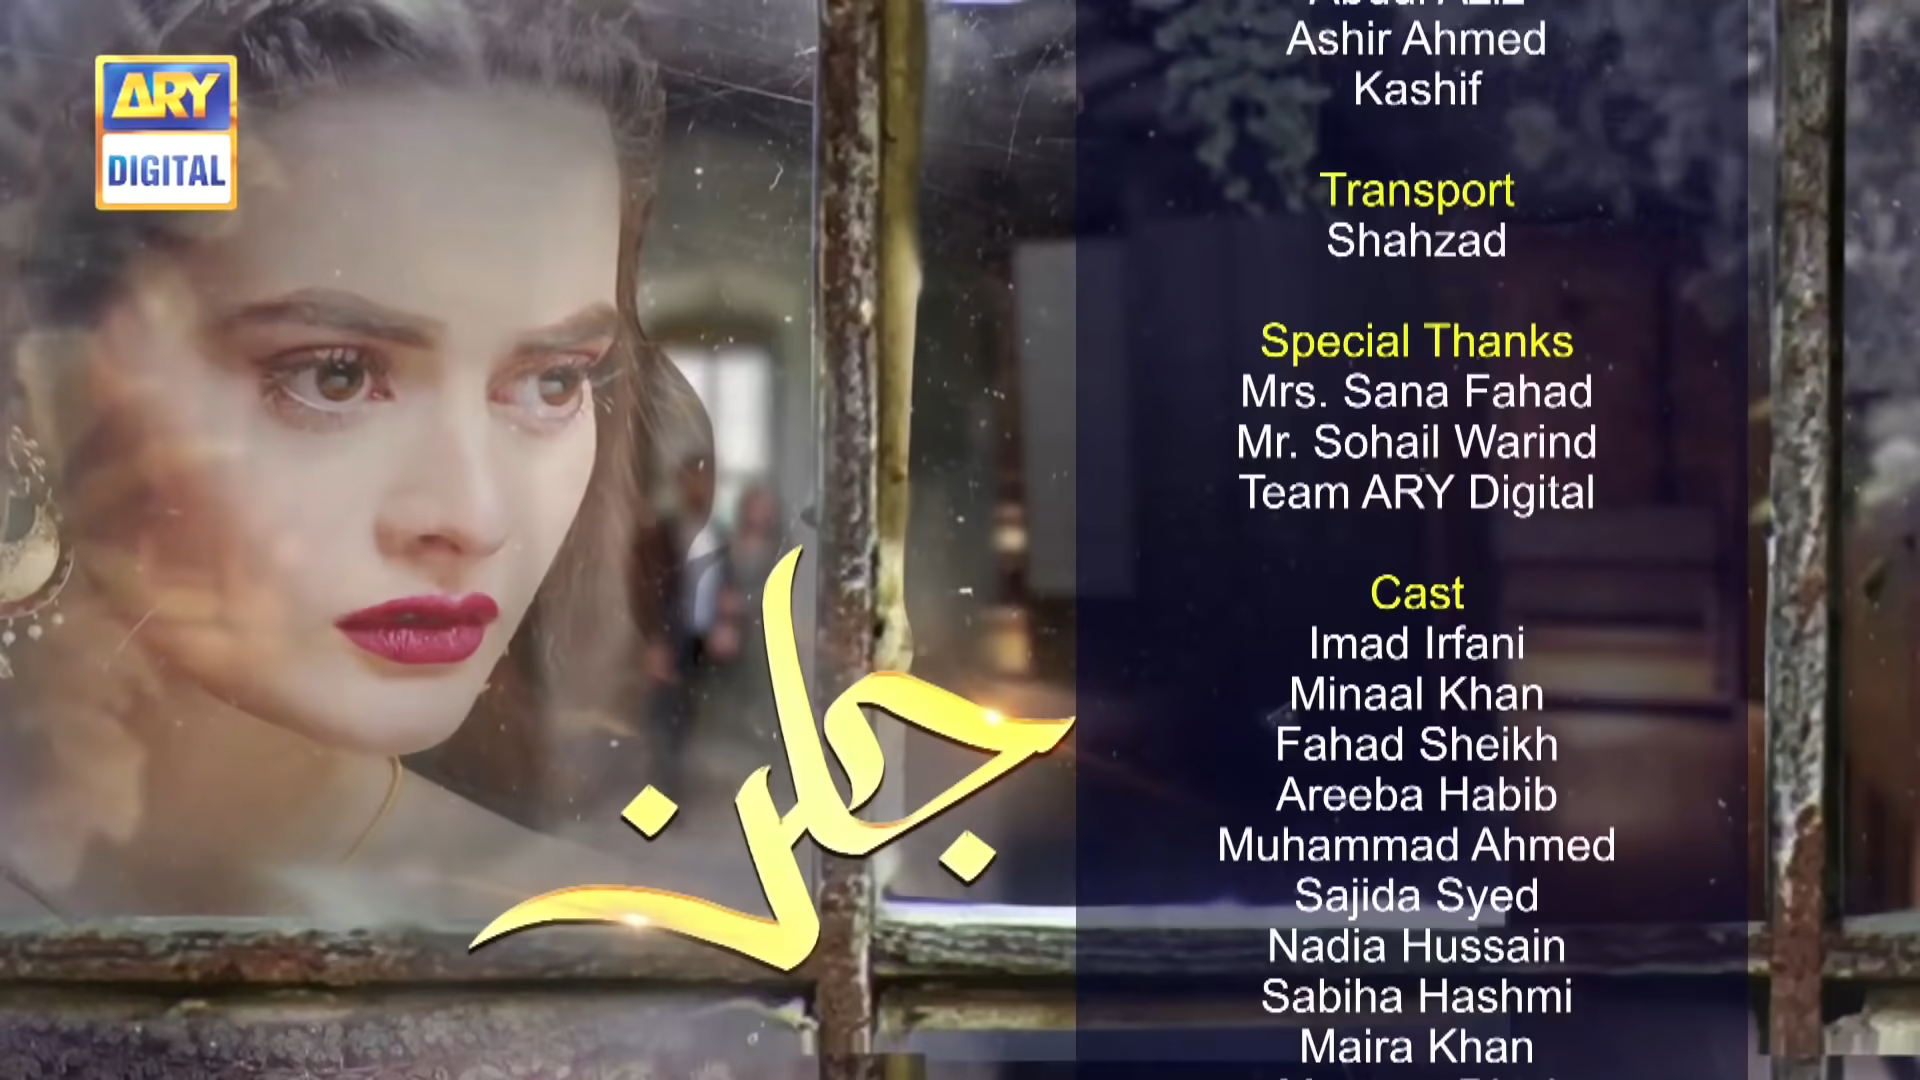 ARY
DIGITAL
جلن
Ashir Ahmed
Kashif
Transport
Shahzad
Special Thanks
Mrs. Sana Fahad
Mr. Sohail Warind
Team ARY Digital
Cast
Imad Irfani
Minaal Khan
Fahad Sheikh
Areeba Habib
Muhammad Ahmed
Sajida Syed
Nadia Hussain
Sabiha Hashmi
Maira Khan